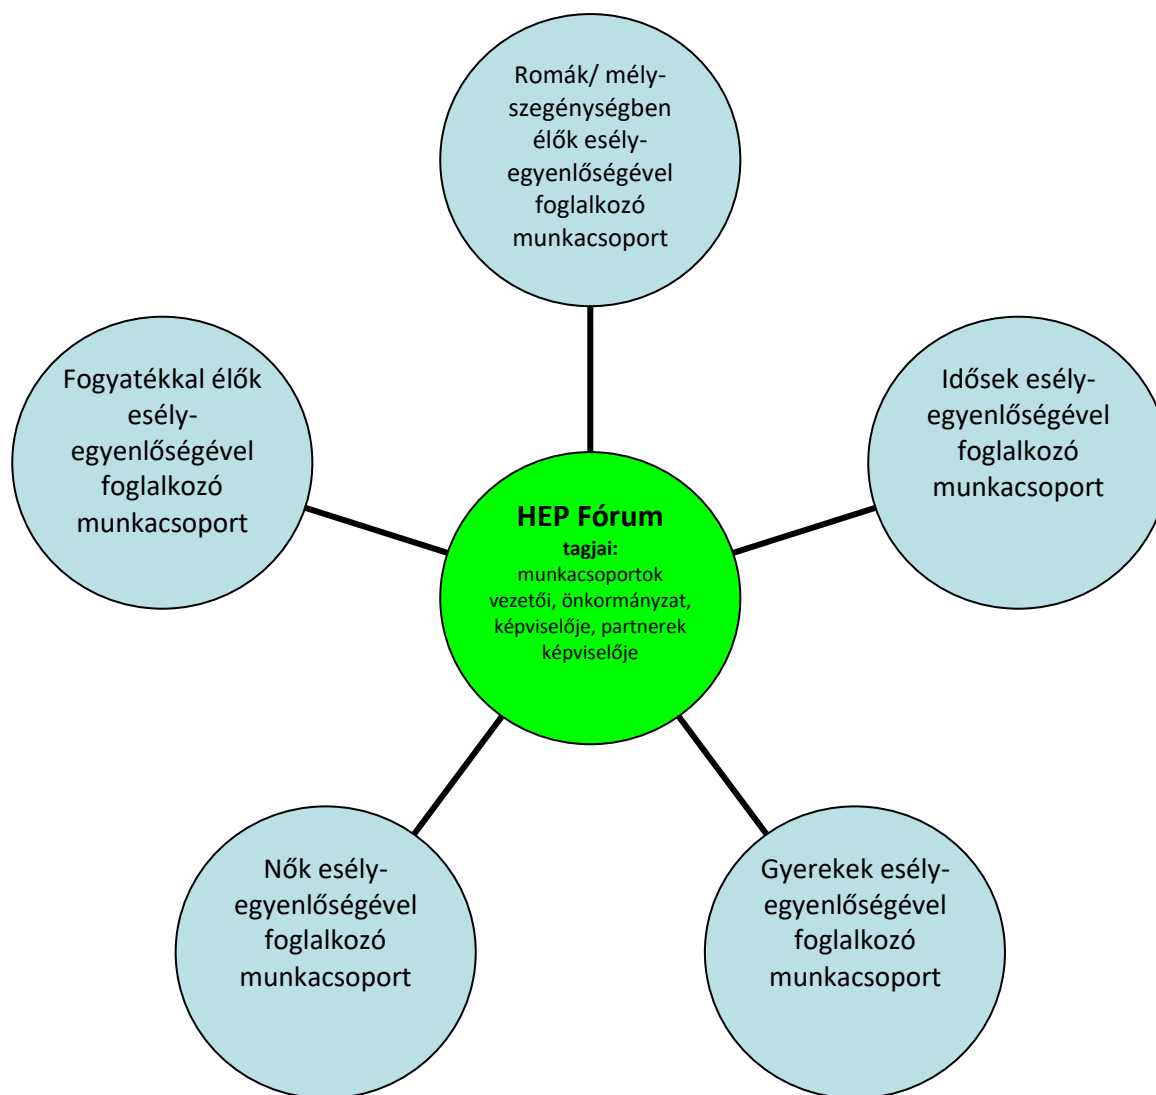 Romák/ mély-
szegénységben
élők esély-
egyenlőségével
foglalkozó
munkacsoport
Fogyatékkal élők
esély-
egyenlőségével
foglalkozó
munkacsoport
Idősek esély-
egyenlőségével
foglalkozó
munkacsoport
HEP Fórum
tagjai:
munkacsoportok
vezetői, önkormányzat,
képviselője, partnerek
képviselője
Nők esély-
egyenlőségével
foglalkozó
munkacsoport
Gyerekek esély-
egyenlőségével
foglalkozó
munkacsoport